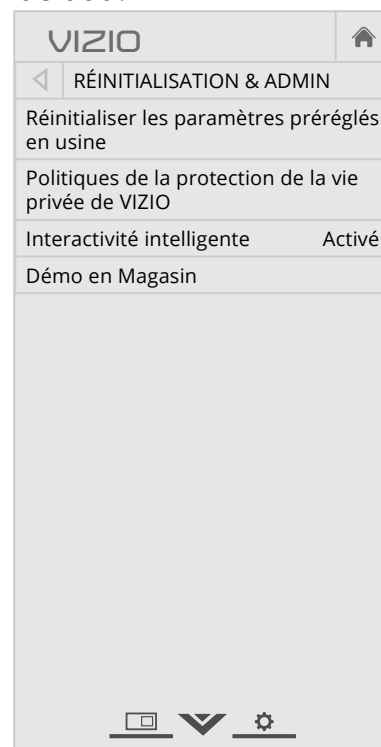 VIZIO
RÉINITIALISATION & ADMIN
Réinitialiser les paramètres préréglés
en usine
Politiques de la protection de la vie
privée de VIZIO
Interactivité intelligente Activé
Démo en Magasin